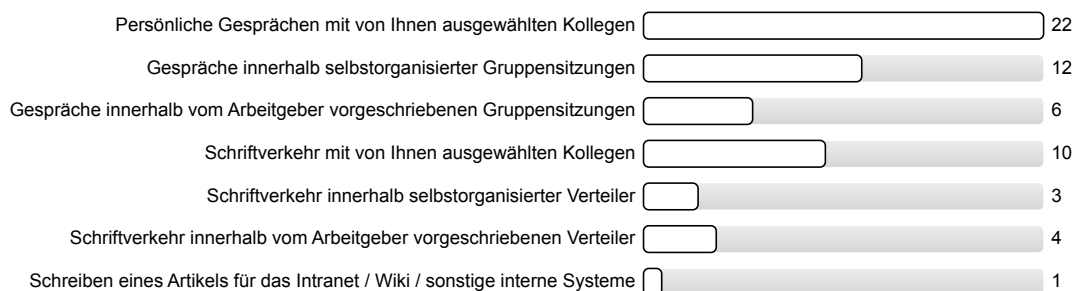 Persönliche Gesprächen mit von Ihnen ausgewählten Kollegen 22
Gespräche innerhalb selbstorganisierter Gruppensitzungen 12
Gespräche innerhalb vom Arbeitgeber vorgeschriebenen Gruppensitzungen 6
Schriftverkehr mit von Ihnen ausgewählten Kollegen 10
Schriftverkehr innerhalb selbstorganisierter Verteiler 3
Schriftverkehr innerhalb vom Arbeitgeber vorgeschriebenen Verteiler 4
Schreiben eines Artikels für das Intranet / Wiki / sonstige interne Systeme 1